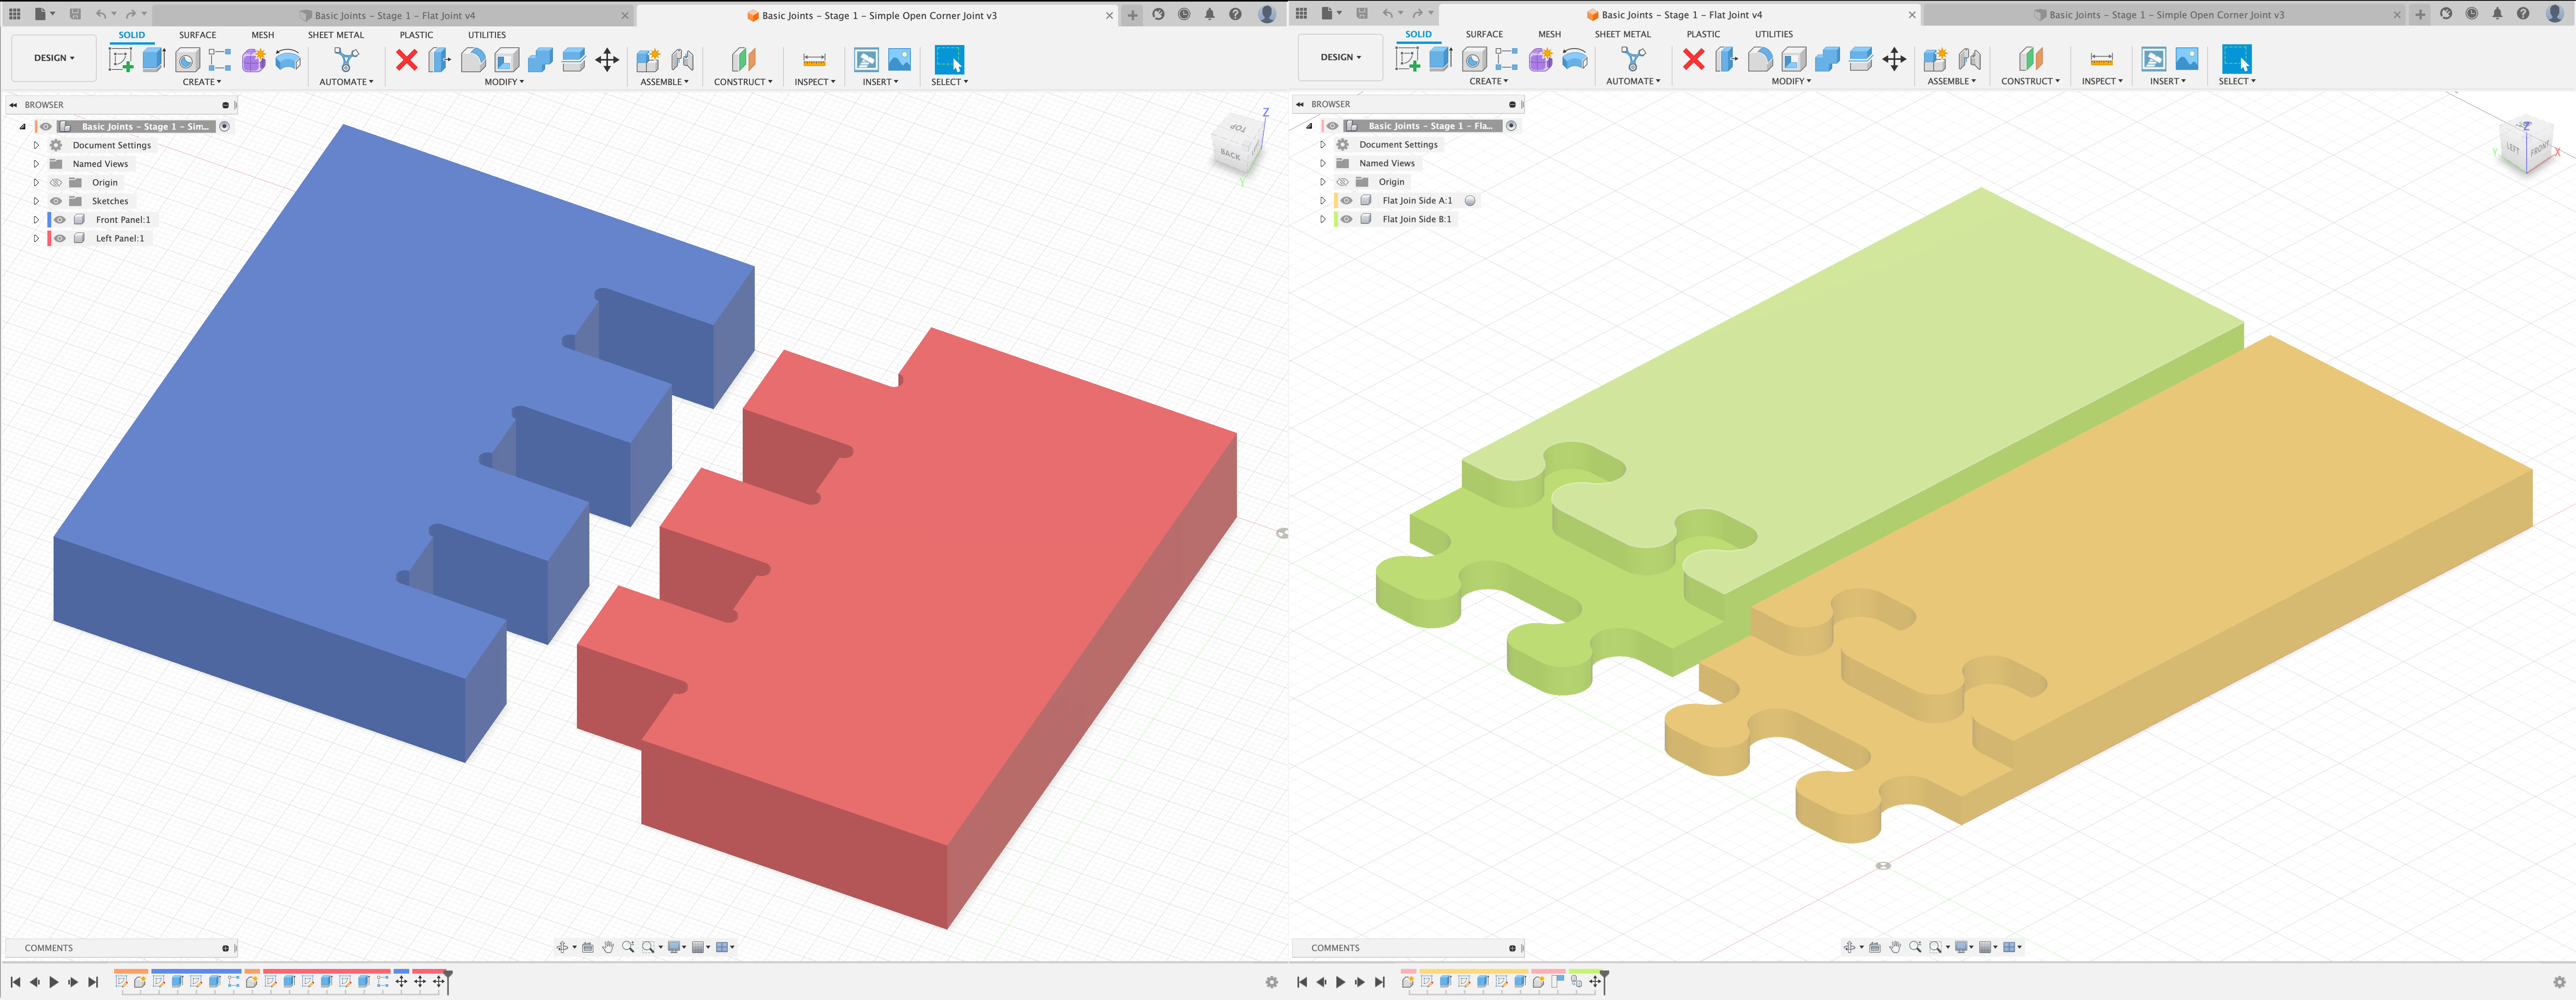 Basic Joints – Stage 1 – Flat Joint v4
Basic Joints – Stage 1 – Simple Open Corner Joint v3
DESIGN
SOLID
SURFACE
MESH
SHEET METAL
PLASTIC
UTILITIES
CREATE
AUTOMATE
MODIFY
ASSEMBLE
CONSTRUCT
INSPECT
INSERT
SELECT
BROWSER
Basic Joints – Stage 1 – Sim...
Document Settings
Named Views
Origin
Sketches
Front Panel:1
Left Panel:1
TOP
BACK
Z
Y
COMMENTS
Basic Joints – Stage 1 – Flat Joint v4
Basic Joints – Stage 1 – Simple Open Corner Joint v3
DESIGN
SOLID
SURFACE
MESH
SHEET METAL
PLASTIC
UTILITIES
CREATE
AUTOMATE
MODIFY
ASSEMBLE
CONSTRUCT
INSPECT
INSERT
SELECT
BROWSER
Basic Joints – Stage 1 – Fla...
Document Settings
Named Views
Origin
Flat Join Side A:1
Flat Join Side B:1
Z
LEFT
FRONT
Y
X
COMMENTS